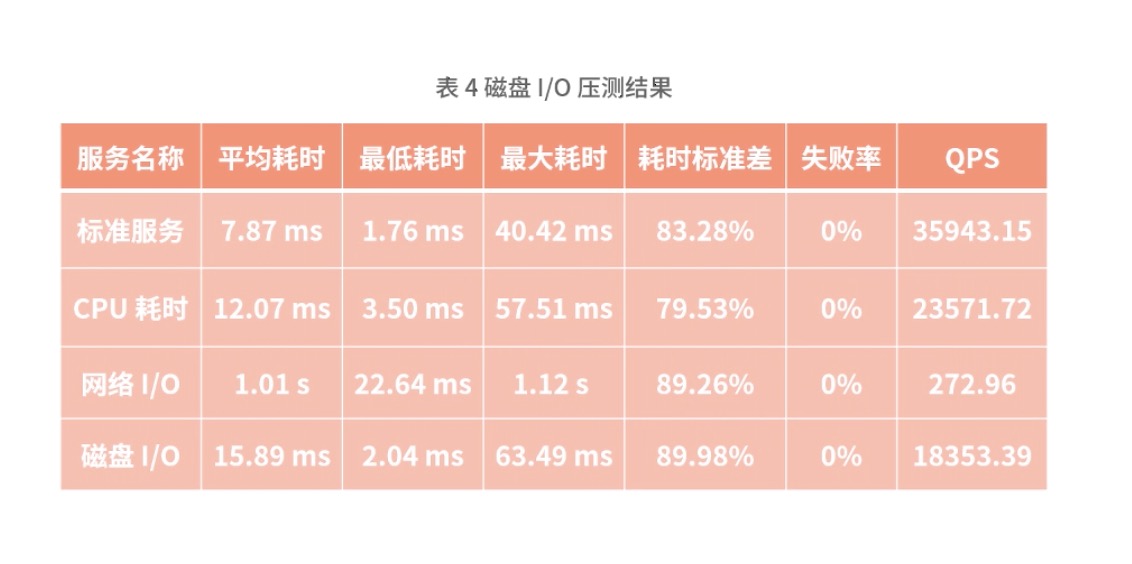 表 4 磁盘 I/O 压测结果
服务名称 平均耗时 最低耗时 最大耗时 耗时标准差 失败率 QPS
标准服务 7.87 ms 1.76 ms 40.42 ms 83.28% 0% 35943.15
CPU 耗时 12.07 ms 3.50 ms 57.51 ms 79.53% 0% 23571.72
网络 I/O 1.01 s 22.64 ms 1.12 s 89.26% 0% 272.96
磁盘 I/O 15.89 ms 2.04 ms 63.49 ms 89.98% 0% 18353.39